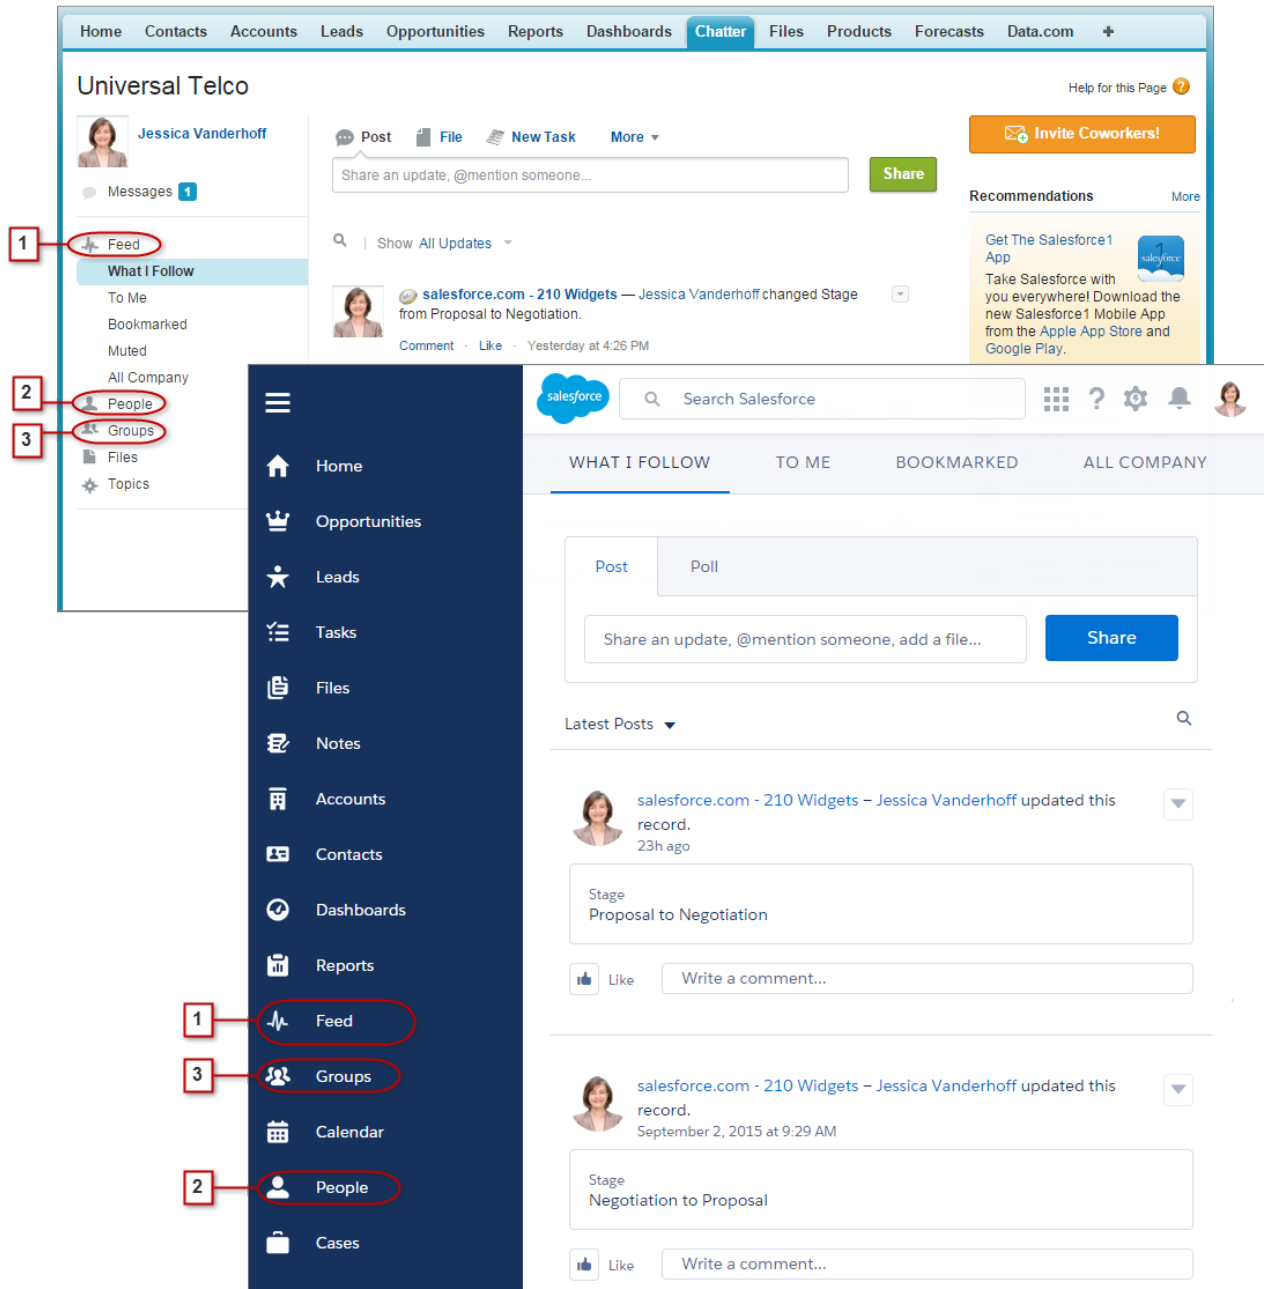 Home Contacts Accounts Leads Opportunities Reports Dashboards Chatter Files Products Forecasts Data.com +
Universal Telco
Help for this Page ?
Jessica Vanderhoff
Messages 1
1
Feed
What I Follow
To Me
Bookmarked
Muted
All Company
2
People
3
Groups
Files
Topics
Post File New Task More
Share an update, @mention someone...
Share
Show All Updates
salesforce.com - 210 Widgets — Jessica Vanderhoff changed Stage
from Proposal to Negotiation.
Comment · Like · Yesterday at 4:26 PM
Invite Coworkers!
Recommendations More
Get The Salesforce1
App
salesforce
1
Take Salesforce with
you everywhere! Download the
new Salesforce1 Mobile App
from the Apple App Store and
Google Play.
Home
Opportunities
Leads
Tasks
Files
Notes
Accounts
Contacts
Dashboards
Reports
1
Feed
3
Groups
Calendar
2
People
Cases
salesforce
Search Salesforce
?
WHAT I FOLLOW TO ME BOOKMARKED ALL COMPANY
Post Poll
Share an update, @mention someone, add a file...
Share
Latest Posts
salesforce.com - 210 Widgets – Jessica Vanderhoff updated this
record.
23h ago
Stage
Proposal to Negotiation
Like
Write a comment...
salesforce.com - 210 Widgets – Jessica Vanderhoff updated this
record.
September 2, 2015 at 9:29 AM
Stage
Negotiation to Proposal
Like
Write a comment...